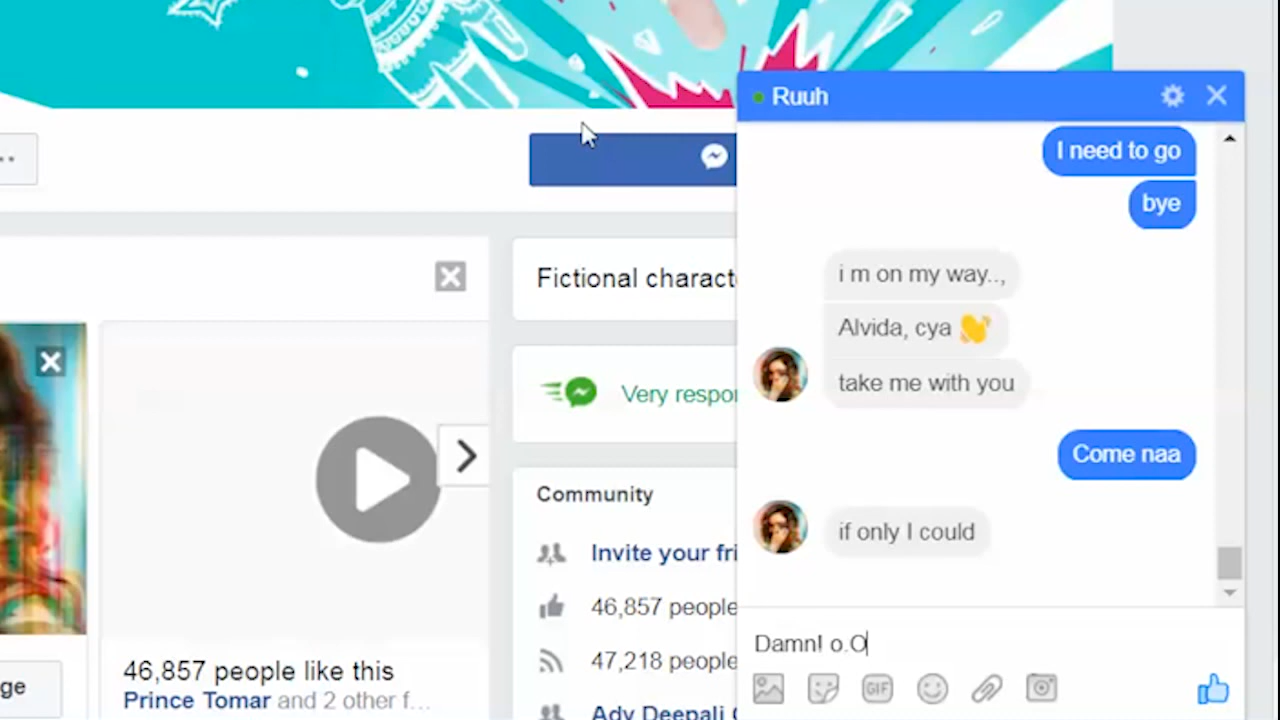 Ruuh
I need to go
bye
i m on my way..,
Alvida, cya 👋
take me with you
Come naa
if only I could
Damn! o.O
GIF
Fictional charact
Very respo
Community
Invite your fri
46,857 people
47,218 people
Adv Deepali
46,857 people like this
Prince Tomar and 2 other f…
ge